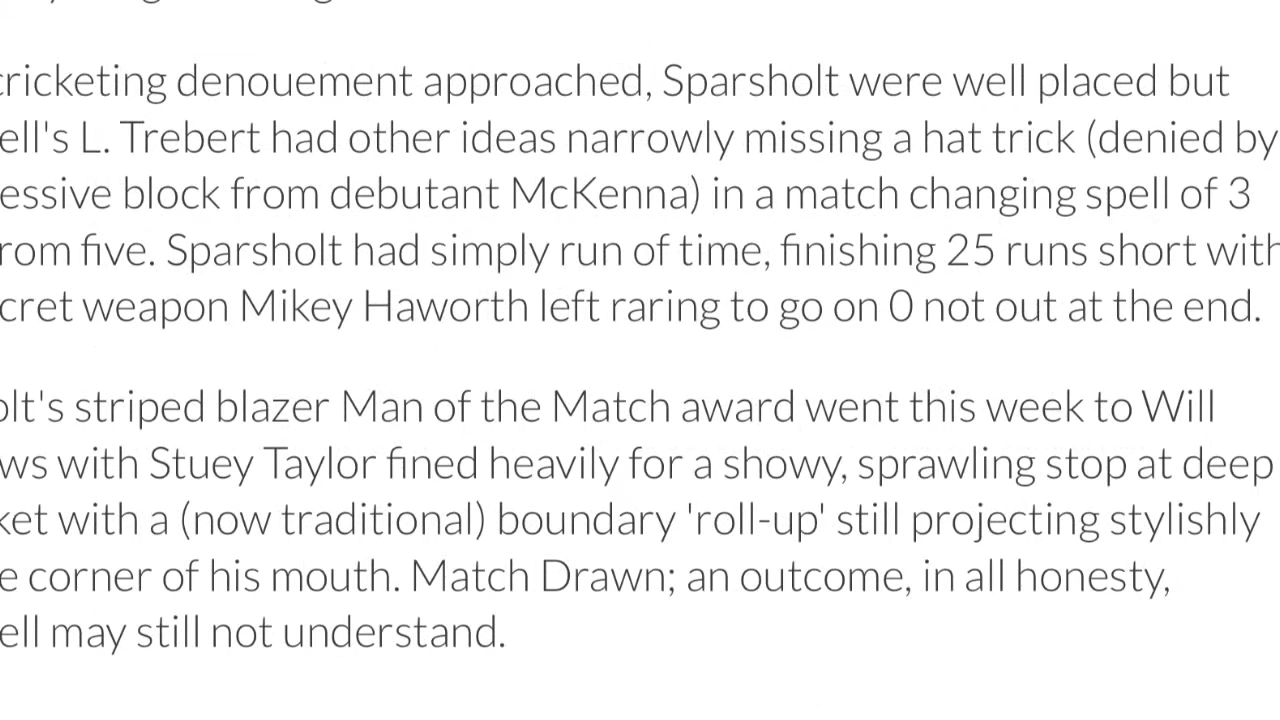 cricketing denouement approached, Sparsholt were well placed but
ell's L. Trebert had other ideas narrowly missing a hat trick (denied by
essive block from debutant McKenna) in a match changing spell of 3
rom five. Sparsholt had simply run of time, finishing 25 runs short with
cret weapon Mikey Haworth left raring to go on 0 not out at the end.
olt's striped blazer Man of the Match award went this week to Will
ws with Stuey Taylor fined heavily for a showy, sprawling stop at deep
ket with a (now traditional) boundary 'roll-up' still projecting stylishly
e corner of his mouth. Match Drawn; an outcome, in all honesty,
ell may still not understand.